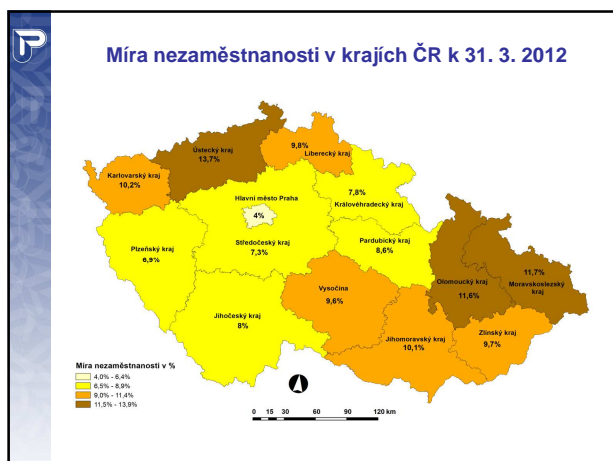 Míra nezaměstnanosti v krajích ČR k 31. 3. 2012
Ústecký kraj
13,7%
9,8%
Liberecký kraj
Karlovarský kraj
10,2%
7,8%
Královéhradecký kraj
Hlavní město Praha
4%
Středočeský kraj
7,3%
Pardubický kraj
8,6%
Plzeňský kraj
6,9%
11,7%
Moravskoslezský
kraj
Olomoucký kraj
11,6%
Vysočina
9,6%
Jihočeský kraj
8%
Jihomoravský kraj
10,1%
Zlínský kraj
9,7%
Míra nezaměstnanosti v %
4,0% - 6,4%
6,5% - 8,9%
9,0% - 11,4%
11,5% - 13,9%
0 15 30 60 90 120 km